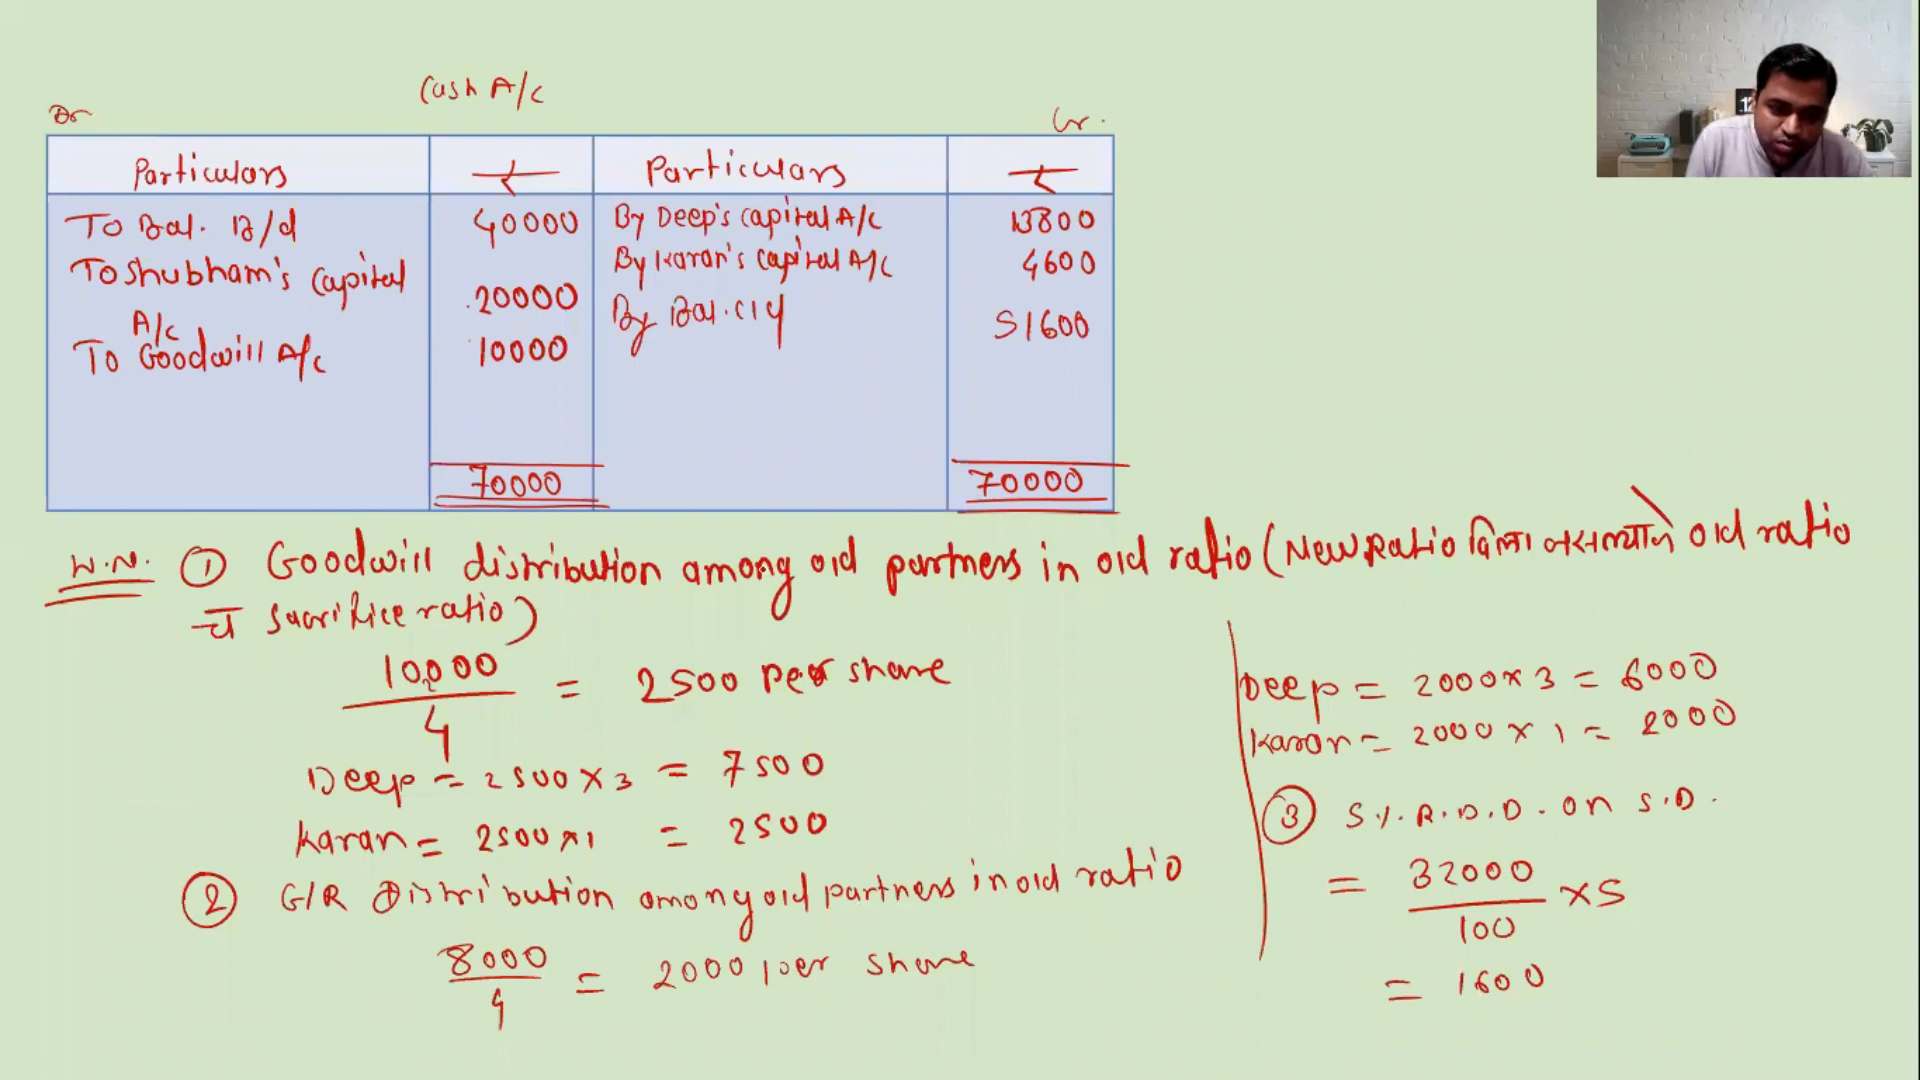 Cash A/c
Dr
Cr.
Particulars ₹ Particulars ₹
To Bal. B/d 40000 By Deep's capital A/c 13800
To Shubham's capital A/c 20000 By Karan's capital A/c 4600
To Goodwill A/c 10000 By Bal. c/d 51600
70000 70000
W.N. ① Goodwill distribution among old partners in old ratio (New Ratio दिला नसल्याने old ratio
च sacrifice ratio)
10,000 / 4 = 2500 per share
Deep = 2500 × 3 = 7500
Karan = 2500 × 1 = 2500
② G/R Distribution among old partners in old ratio
8000 / 4 = 2000 per share
Deep = 2000 × 3 = 6000
Karan = 2000 × 1 = 2000
③ 5% R.D.D. on S.D.
= 32000 / 100 × 5
= 1600